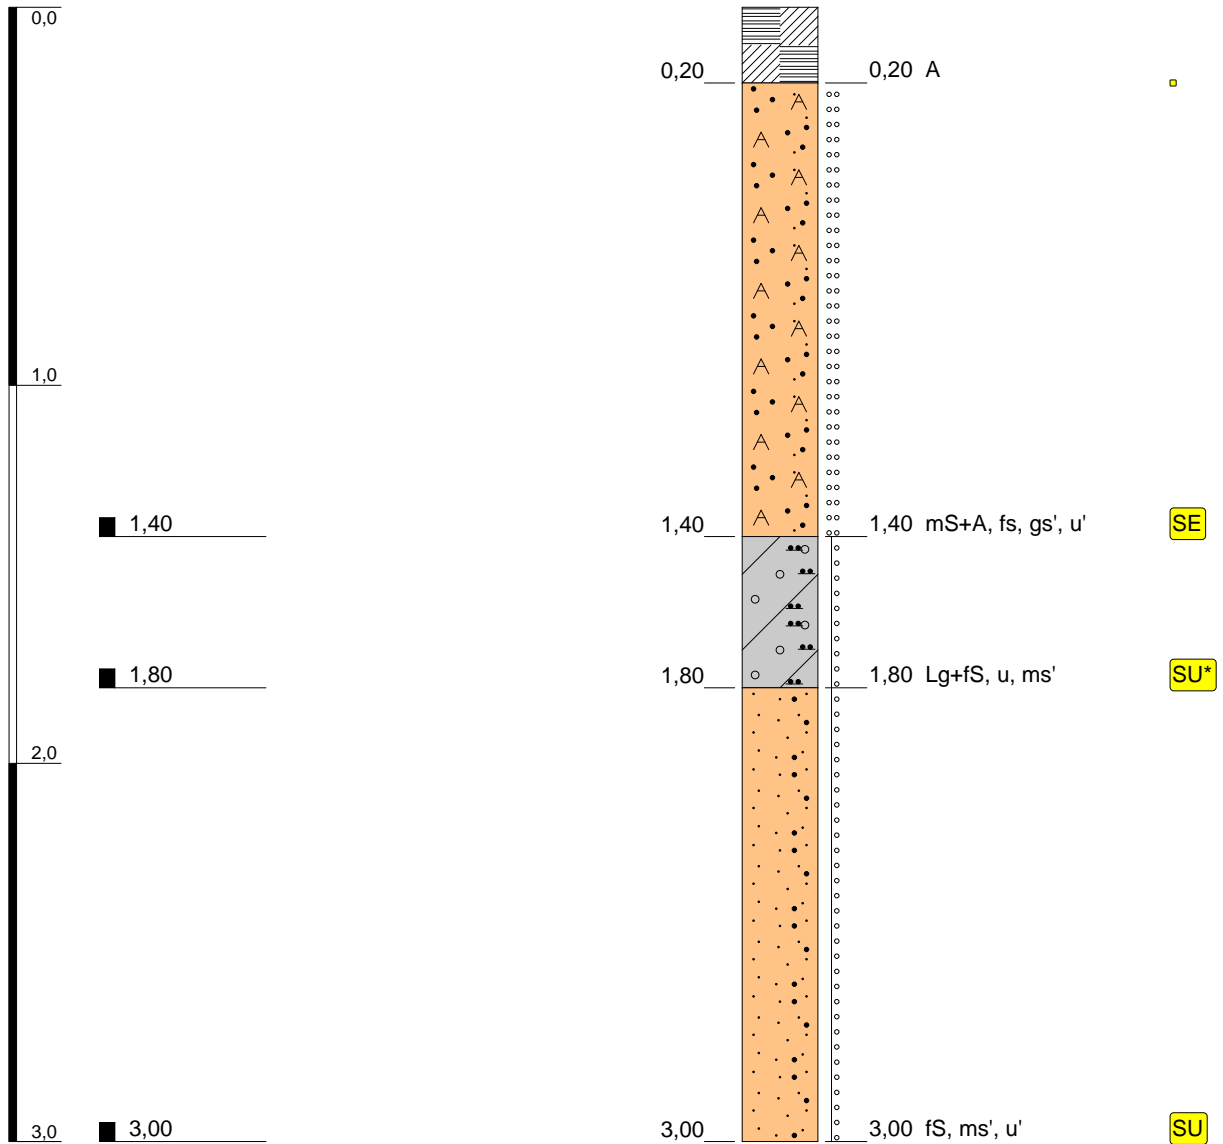 0,0
0,20 0,20 A
1,0
1,40 1,40 1,40 mS+A, fs, gs', u' SE
1,80 1,80 1,80 Lg+fS, u, ms' SU*
2,0
3,0 3,00 3,00 3,00 fS, ms', u' SU